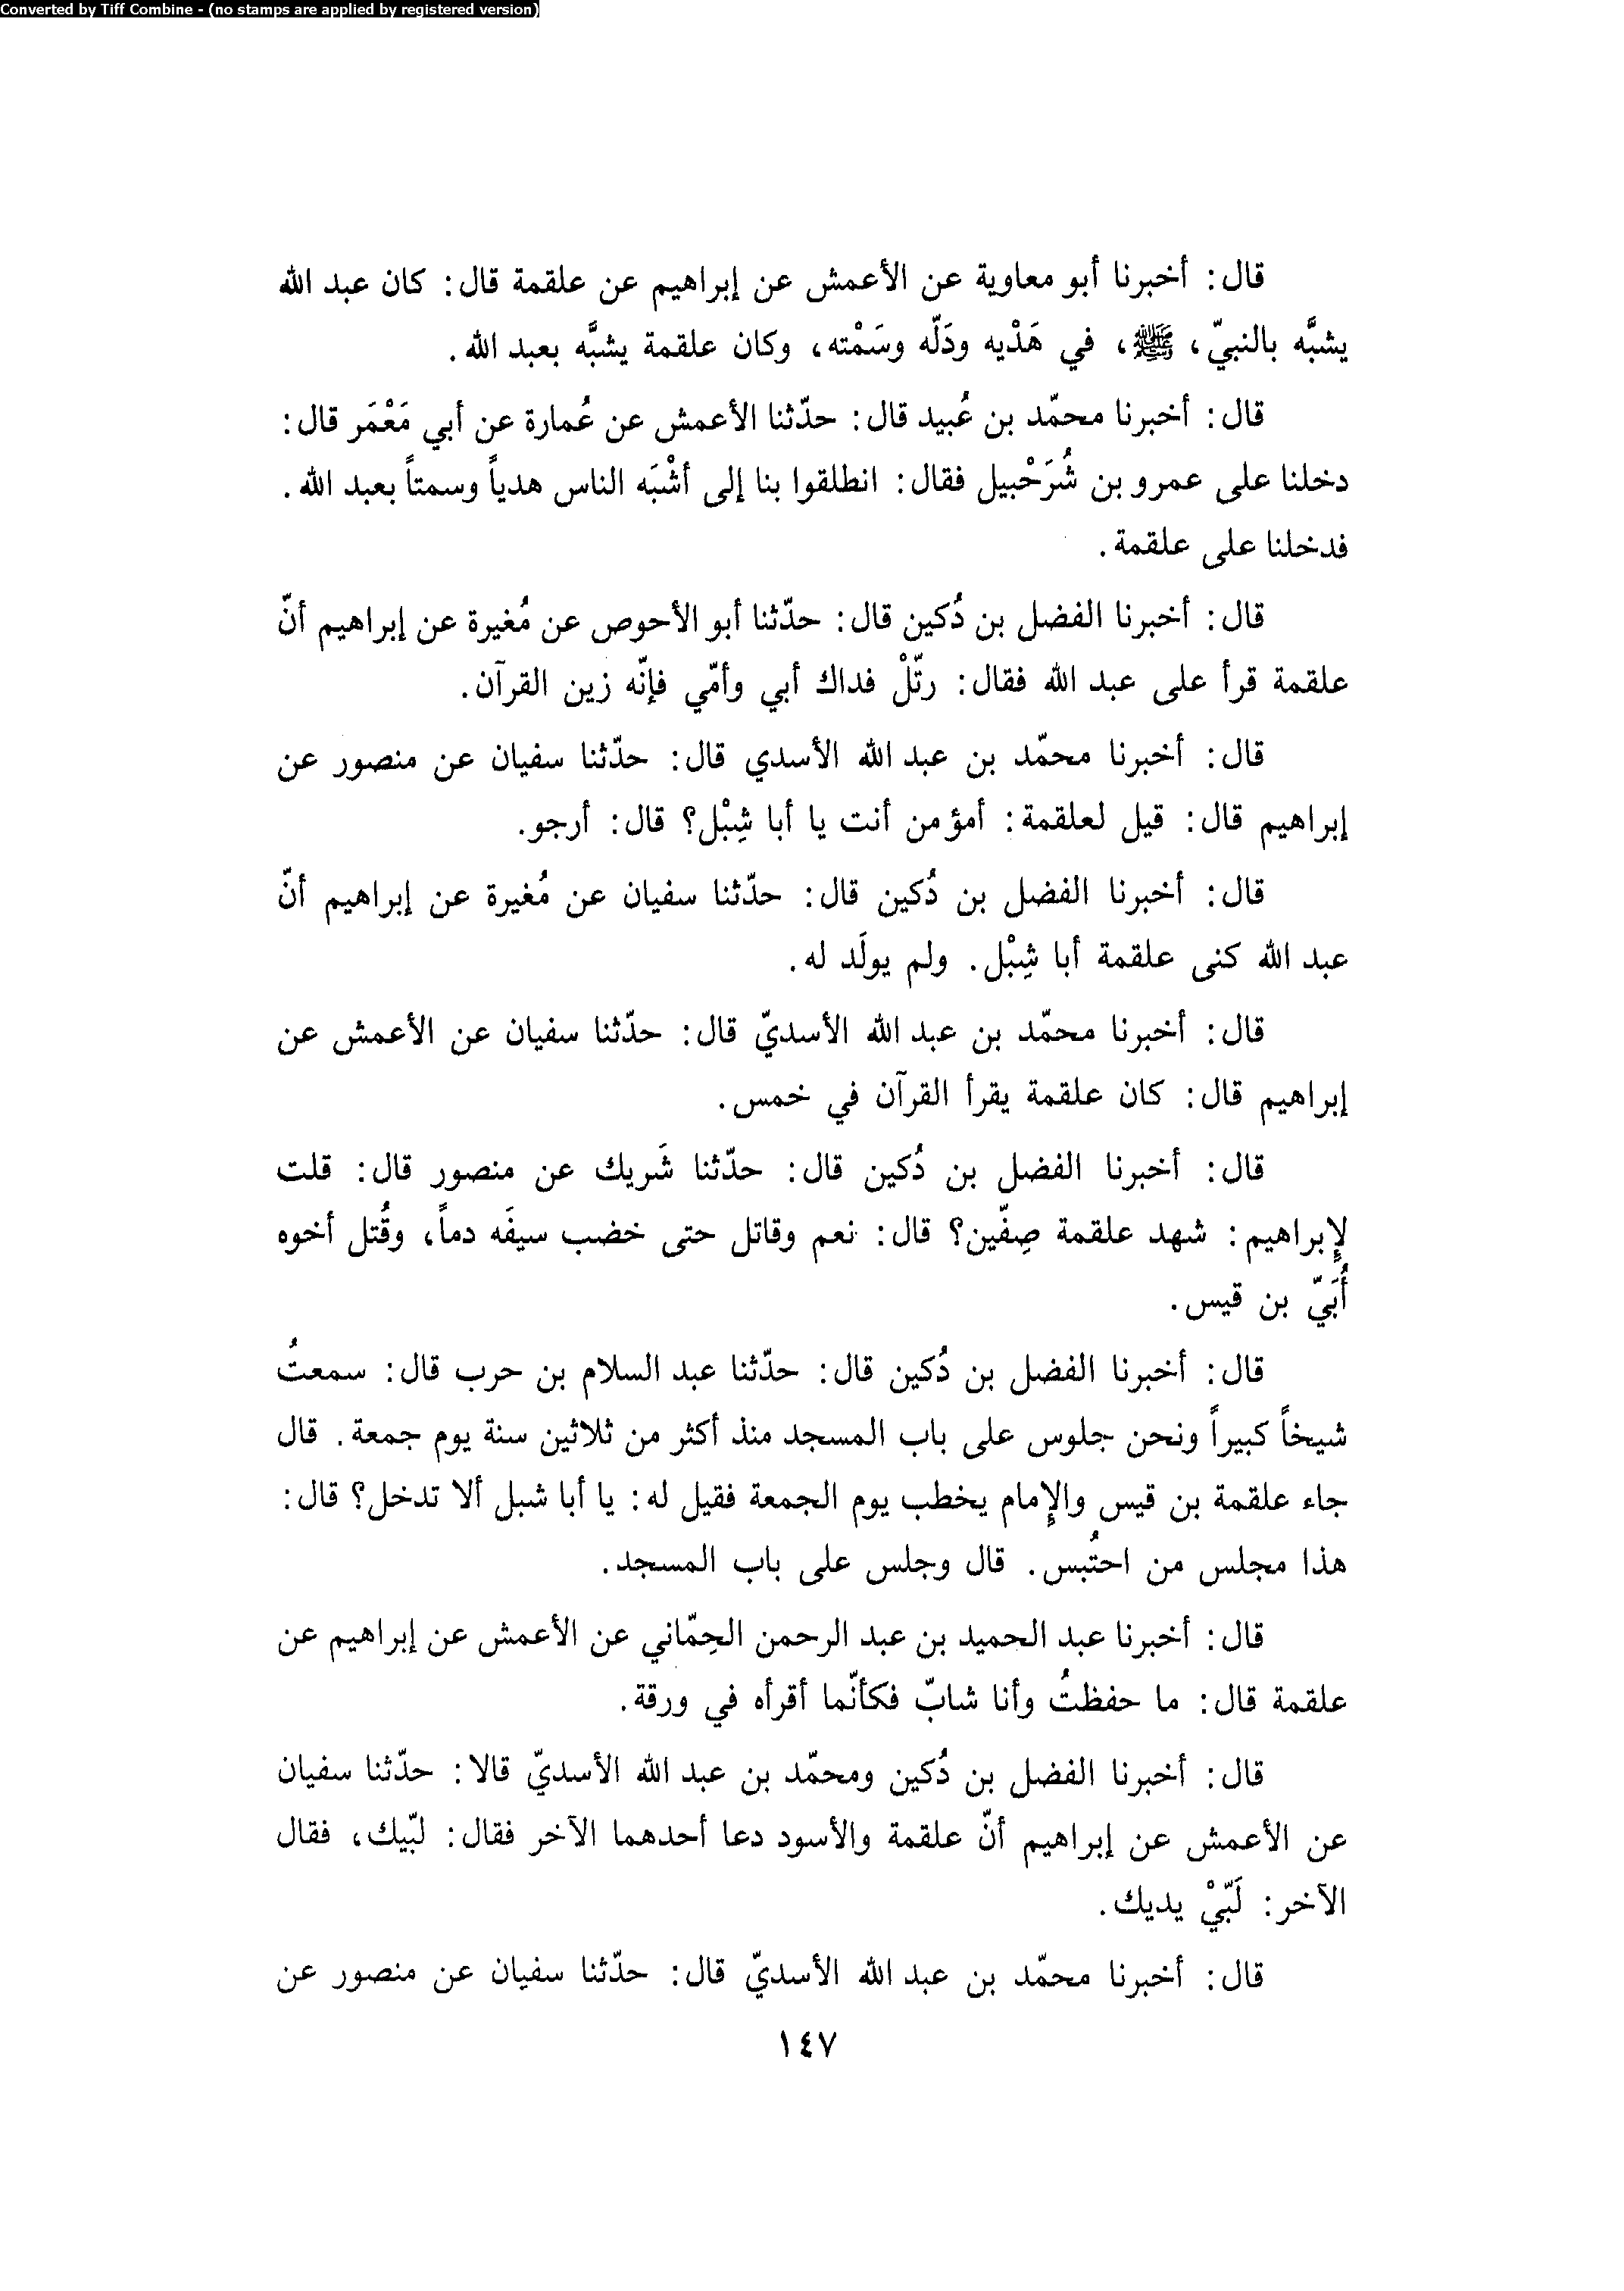 Converted by Tiff Combine - (no stamps are applied by registered version)
قال: أخبرنا أبو معاوية عن الأعمش عن إبراهيم عن علقمة قال: كان عبد الله
يشبَّه بالنبيّ، ﷺ، في هَدْيه ودَلّه وسَمْته، وكان علقمة يشبَّه بعبد الله.
قال: أخبرنا محمّد بن عُبيد قال: حدّثنا الأعمش عن عُمارة عن أبي مَعْمَر قال:
دخلنا على عمرو بن شُرَحْبيل فقال: انطلقوا بنا إلى أشْبَه الناس هدياً وسمتاً بعبد الله.
فدخلنا على علقمة.
قال: أخبرنا الفضل بن دُكين قال: حدّثنا أبو الأحوص عن مُغيرة عن إبراهيم أنّ
علقمة قرأ على عبد الله فقال: رتّلْ فداك أبي وأمّي فإنّه زين القرآن.
قال: أخبرنا محمّد بن عبد الله الأسدي قال: حدّثنا سفيان عن منصور عن
إبراهيم قال: قيل لعلقمة: أمؤمن أنت يا أبا شِبْل؟ قال: أرجو.
قال: أخبرنا الفضل بن دُكين قال: حدّثنا سفيان عن مُغيرة عن إبراهيم أنّ
عبد الله كنى علقمة أبا شِبْل. ولم يولَد له.
قال: أخبرنا محمّد بن عبد الله الأسديّ قال: حدّثنا سفيان عن الأعمش عن
إبراهيم قال: كان علقمة يقرأ القرآن في خمس.
قال: أخبرنا الفضل بن دُكين قال: حدّثنا شَريك عن منصور قال: قلت
لإبراهيم: شهد علقمة صِفّين؟ قال: نعم وقاتل حتى خضب سيفَه دماً، وقُتل أخوه
أُبَيّ بن قيس.
قال: أخبرنا الفضل بن دُكين قال: حدّثنا عبد السلام بن حرب قال: سمعتُ
شيخاً كبيراً ونحن جلوس على باب المسجد منذ أكثر من ثلاثين سنة يوم جمعة. قال
جاء علقمة بن قيس والإمام يخطب يوم الجمعة فقيل له: يا أبا شبل ألا تدخل؟ قال:
هذا مجلس من احتُبس. قال وجلس على باب المسجد.
قال: أخبرنا عبد الحميد بن عبد الرحمن الحِمّاني عن الأعمش عن إبراهيم عن
علقمة قال: ما حفظتُ وأنا شابّ فكأنّما أقرأه في ورقة.
قال: أخبرنا الفضل بن دُكين ومحمّد بن عبد الله الأسديّ قالا: حدّثنا سفيان
عن الأعمش عن إبراهيم أنّ علقمة والأسود دعا أحدهما الآخر فقال: لبّيك، فقال
الآخر: لَبّيْ يديك.
قال: أخبرنا محمّد بن عبد الله الأسديّ قال: حدّثنا سفيان عن منصور عن
١٤٧